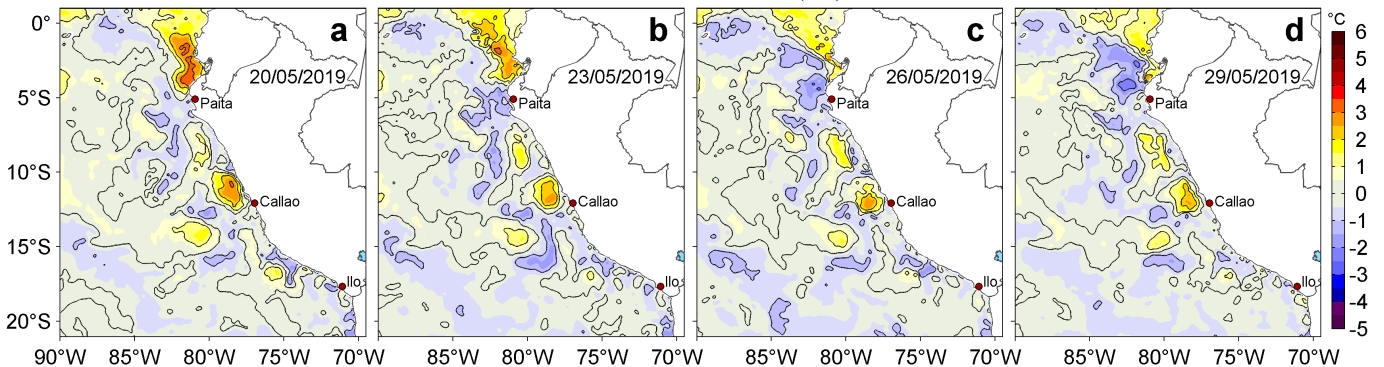 a
b
c
d
°C
20/05/2019
23/05/2019
26/05/2019
29/05/2019
0°
5°S
10°S
15°S
20°S
Paita
Callao
Ilo
Paita
Callao
Ilo
Paita
Callao
Ilo
Paita
Callao
Ilo
90°W 85°W 80°W 75°W 70°W
85°W 80°W 75°W 70°W
85°W 80°W 75°W 70°W
85°W 80°W 75°W 70°W
6
5
4
3
2
1
0
-1
-2
-3
-4
-5